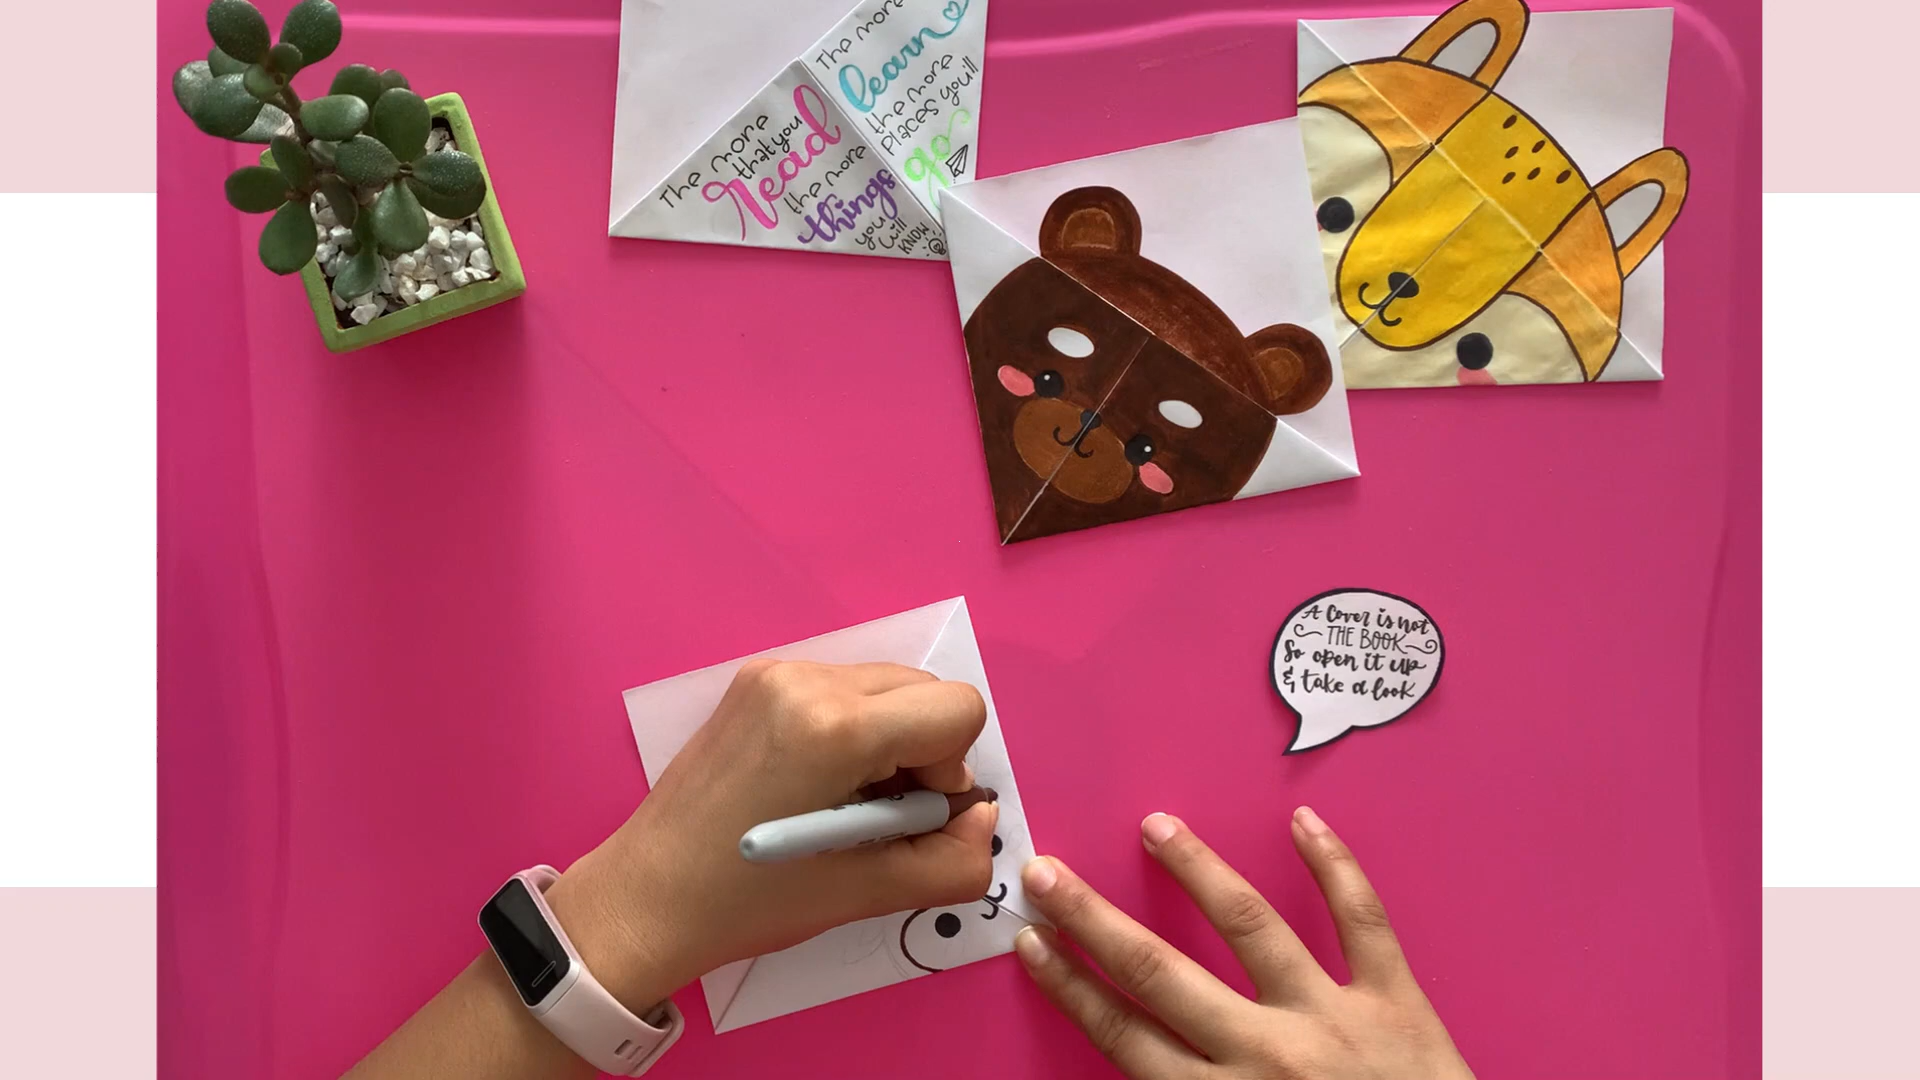 The more
that you
read
the more
things
you
will
KNOW
The more
learn
the more
places you'll
go
A Cover is not
THE BOOK
So open it up
& take a look